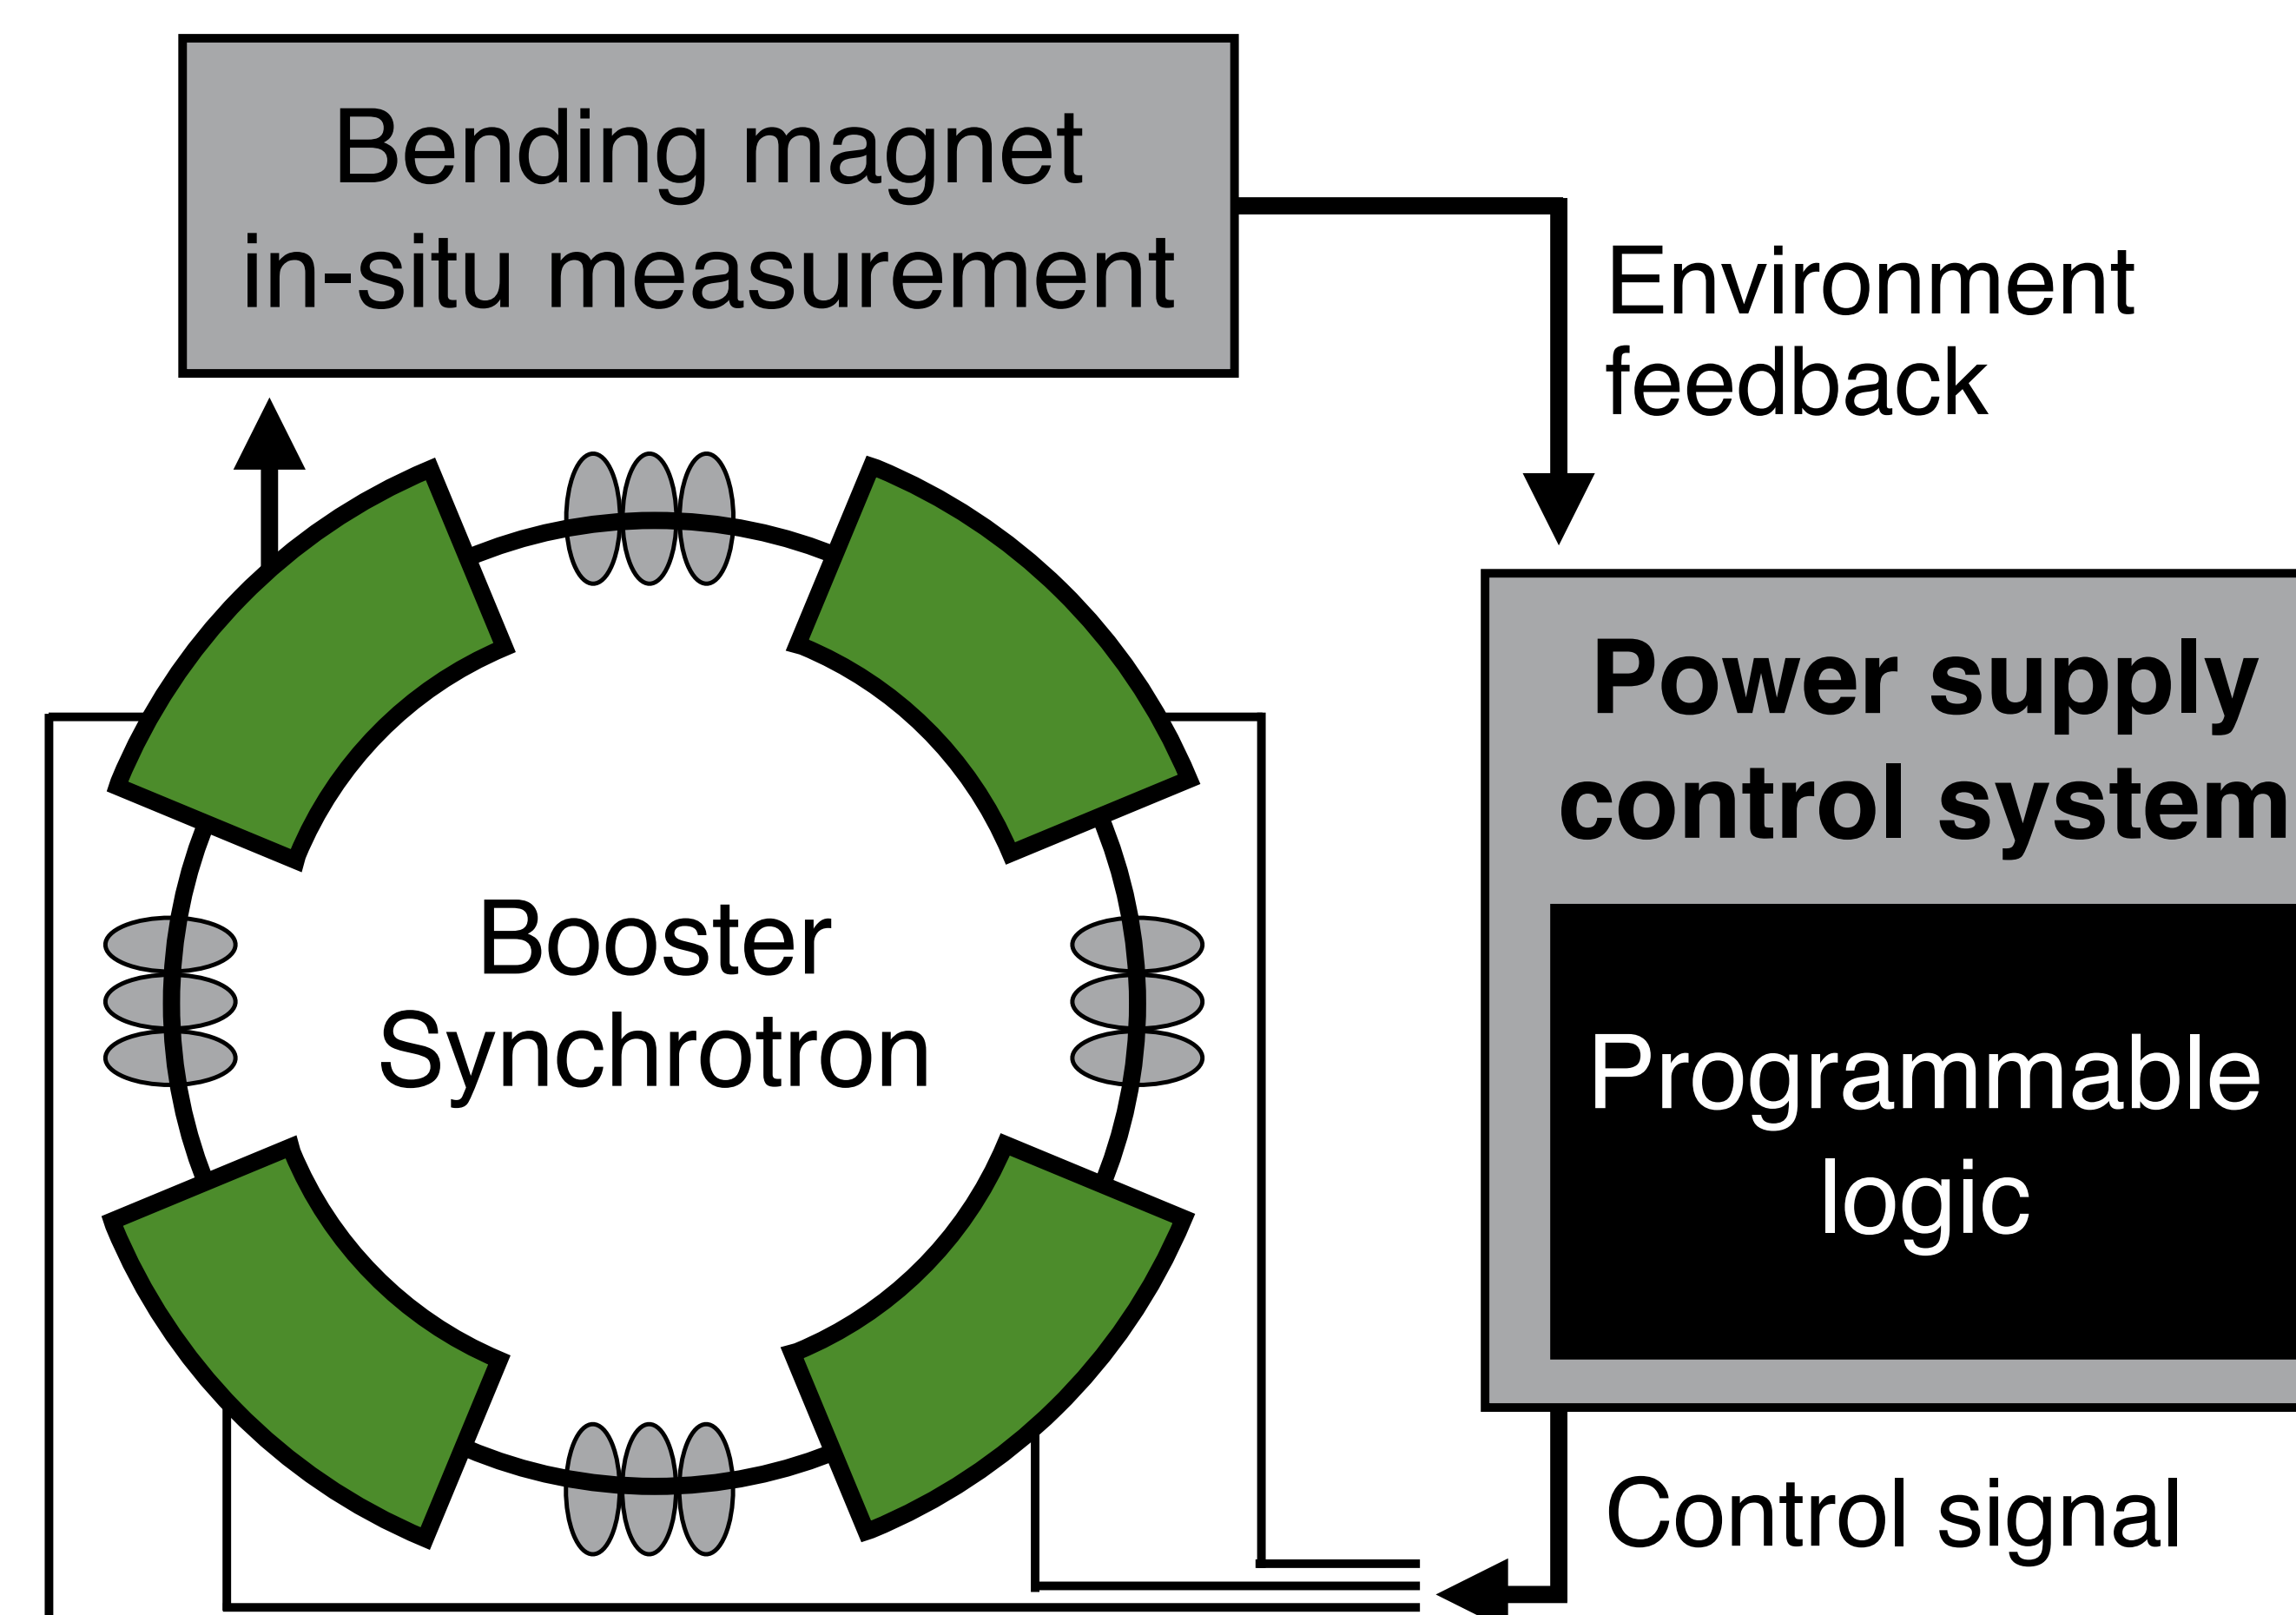 Bending magnet
in-situ measurement
Environment
feedback
Power supply
control system
Booster
Synchrotron
Programmable
logic
Control signal